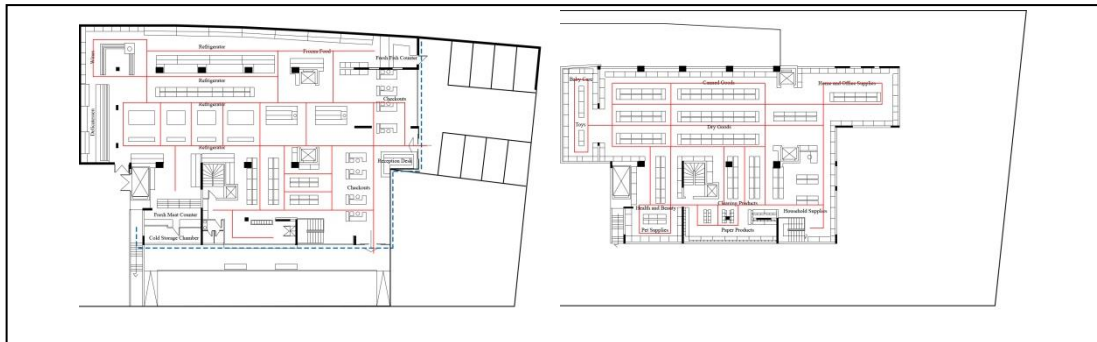 Refrigerator
Frozen Food
Wines
Fresh Fish Counter
Refrigerator
Delicatessen
Checkouts
Refrigerator
Refrigerator
Reception Desk
Checkouts
Fresh Meat Counter
Cold Storage Chamber
Baby Care
Canned Goods
Home and Office Supplies
Toys
Dry Goods
Cleaning Products
Health and Beauty
Household Supplies
Pet Supplies
Paper Products